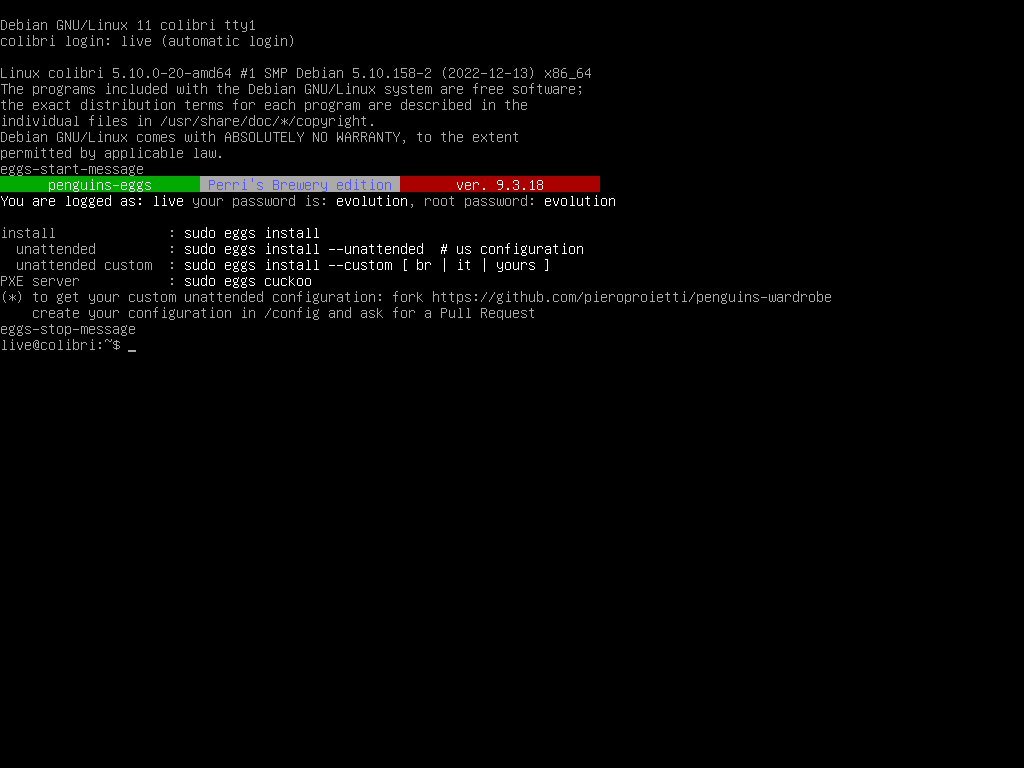 Debian GNU/Linux 11 colibri tty1
colibri login: live (automatic login)
Linux colibri 5.10.0-20-amd64 #1 SMP Debian 5.10.158-2 (2022-12-13) x86_64
The programs included with the Debian GNU/Linux system are free software;
the exact distribution terms for each program are described in the
individual files in /usr/share/doc/*/copyright.
Debian GNU/Linux comes with ABSOLUTELY NO WARRANTY, to the extent
permitted by applicable law.
eggs-start-message
penguins-eggs Perri's Brewery edition ver. 9.3.18
You are logged as: live your password is: evolution, root password: evolution
install : sudo eggs install
unattended : sudo eggs install --unattended # us configuration
unattended custom : sudo eggs install --custom [ br | it | yours ]
PXE server : sudo eggs cuckoo
(*) to get your custom unattended configuration: fork https://github.com/pieroproietti/penguins-wardrobe
create your configuration in /config and ask for a Pull Request
eggs-stop-message
live@colibri:~$ _